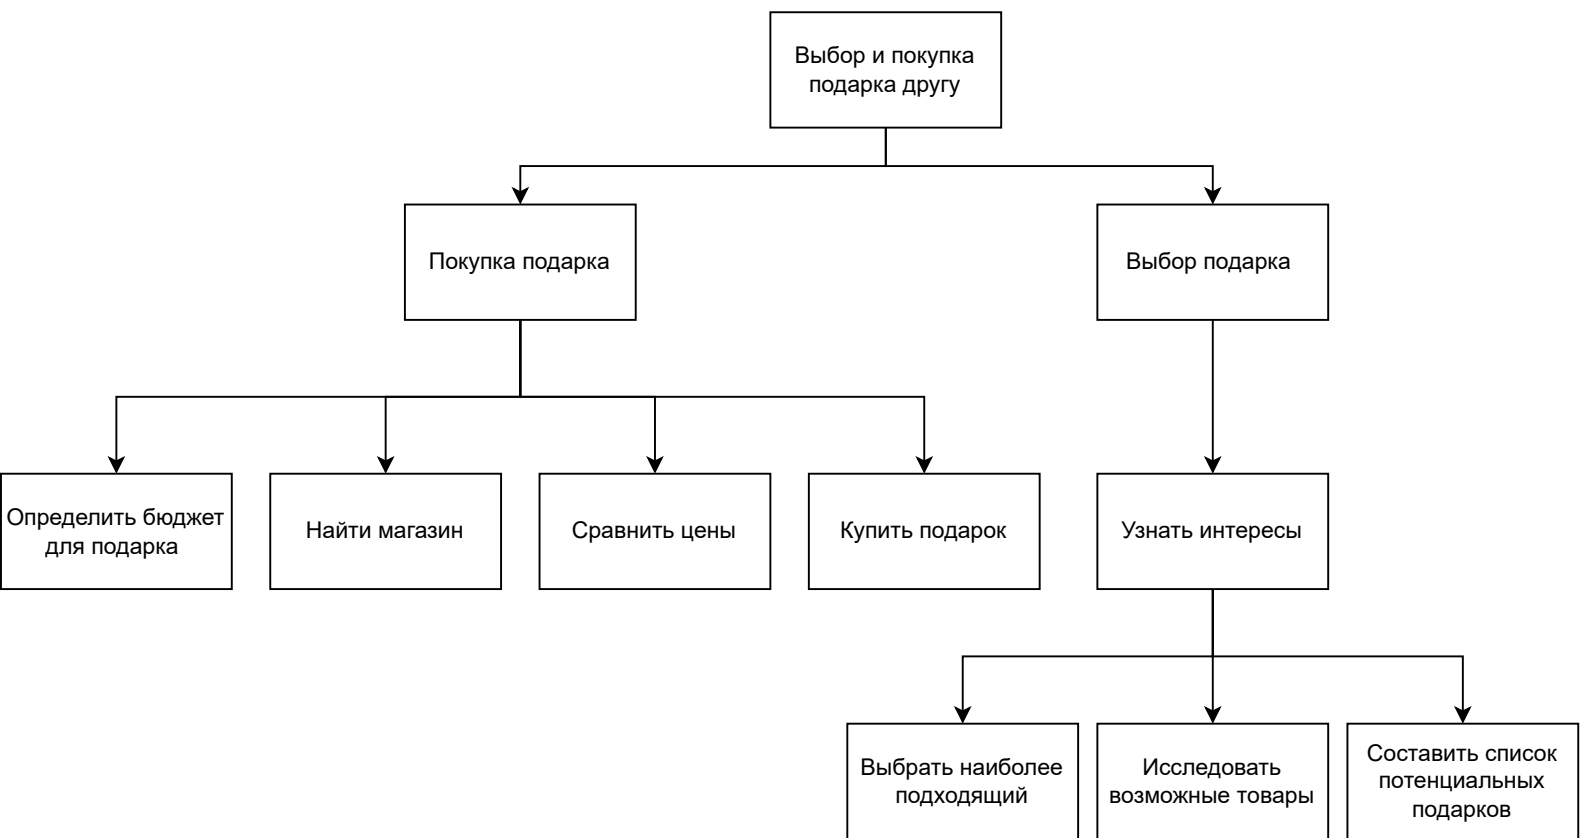 Выбор и покупка
подарка другу
Покупка подарка
Выбор подарка
Определить бюджет
для подарка
Найти магазин
Сравнить цены
Купить подарок
Узнать интересы
Выбрать наиболее
подходящий
Исследовать
возможные товары
Составить список
потенциальных
подарков